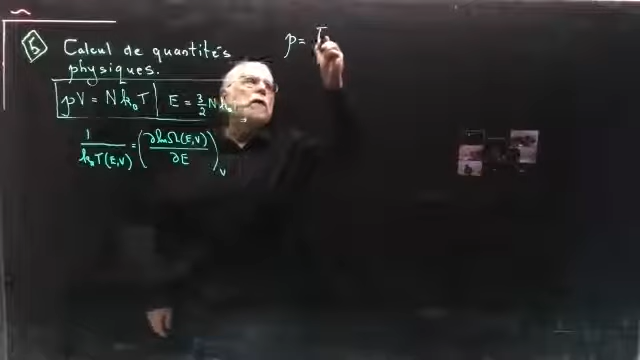 5 Calcul de quantités
physiques.
pV = N k_B T E = 3/2 N k_B
1/(k_B T(E,V)) = (∂ ln Ω(E,V)/∂E)_V
p =